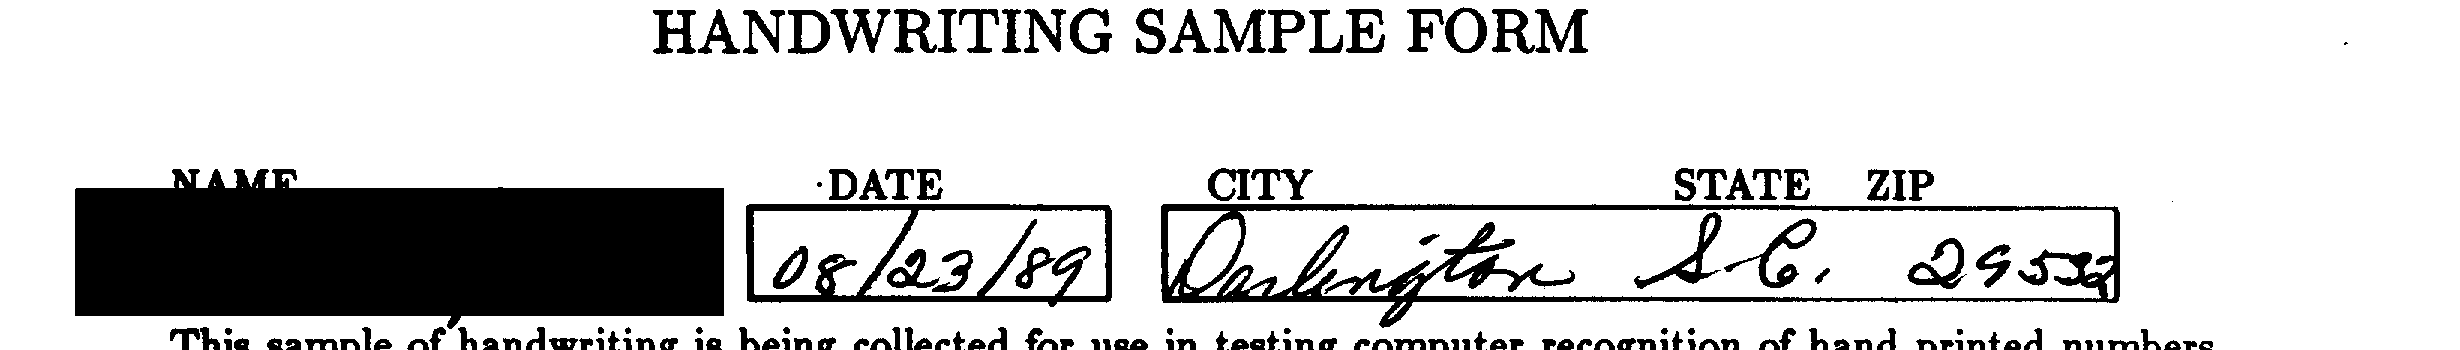 HANDWRITING SAMPLE FORM
NAME DATE CITY STATE ZIP
08/23/89 Darlington S.C. 29532
This sample of handwriting is being collected for use in testing computer recognition of hand printed numbers